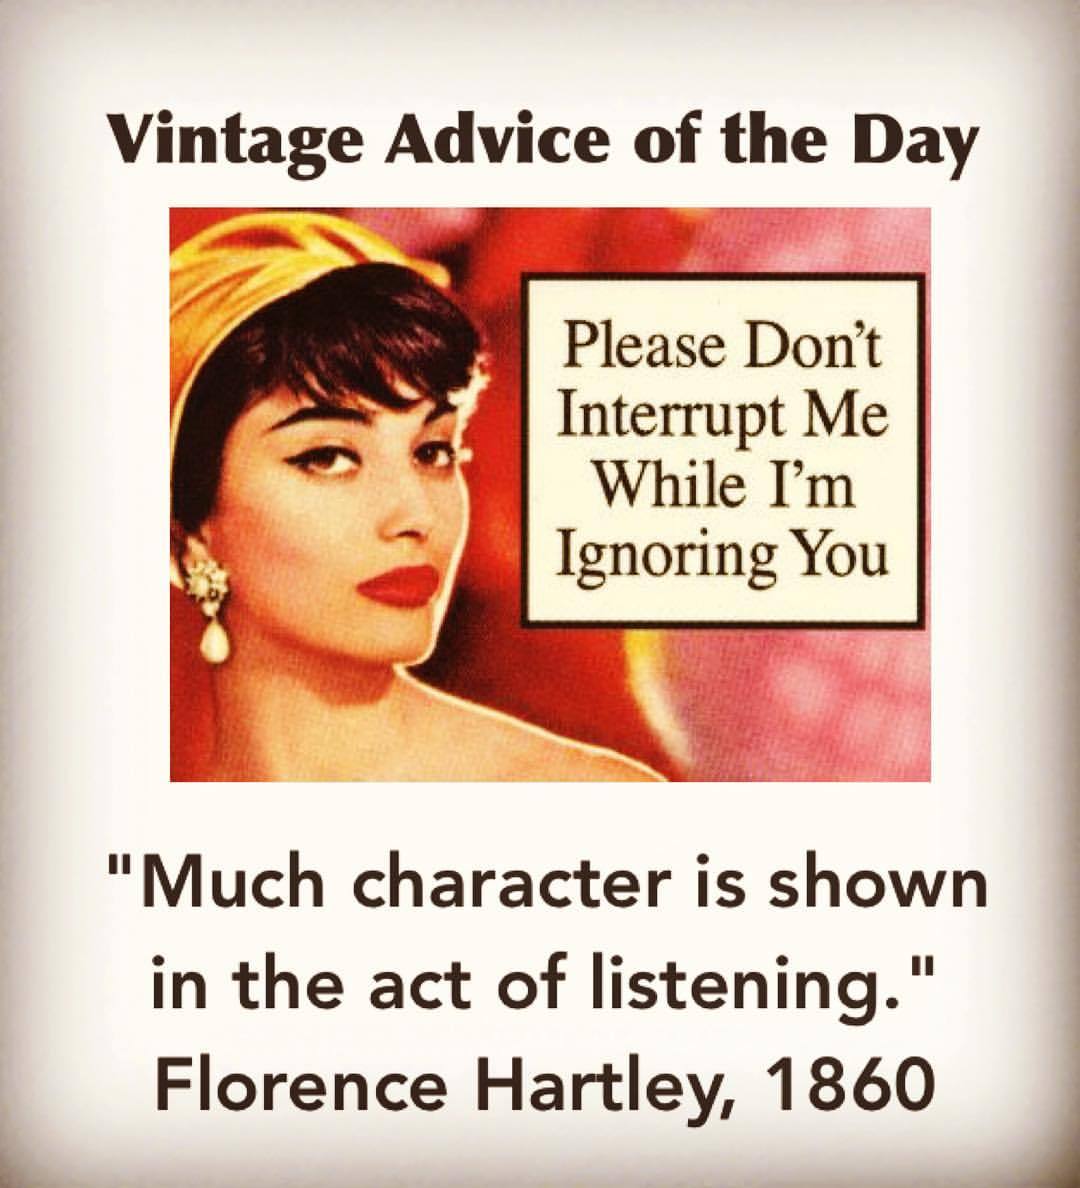 Vintage Advice of the Day
Please Don't
Interrupt Me
While I'm
Ignoring You
"Much character is shown
in the act of listening."
Florence Hartley, 1860